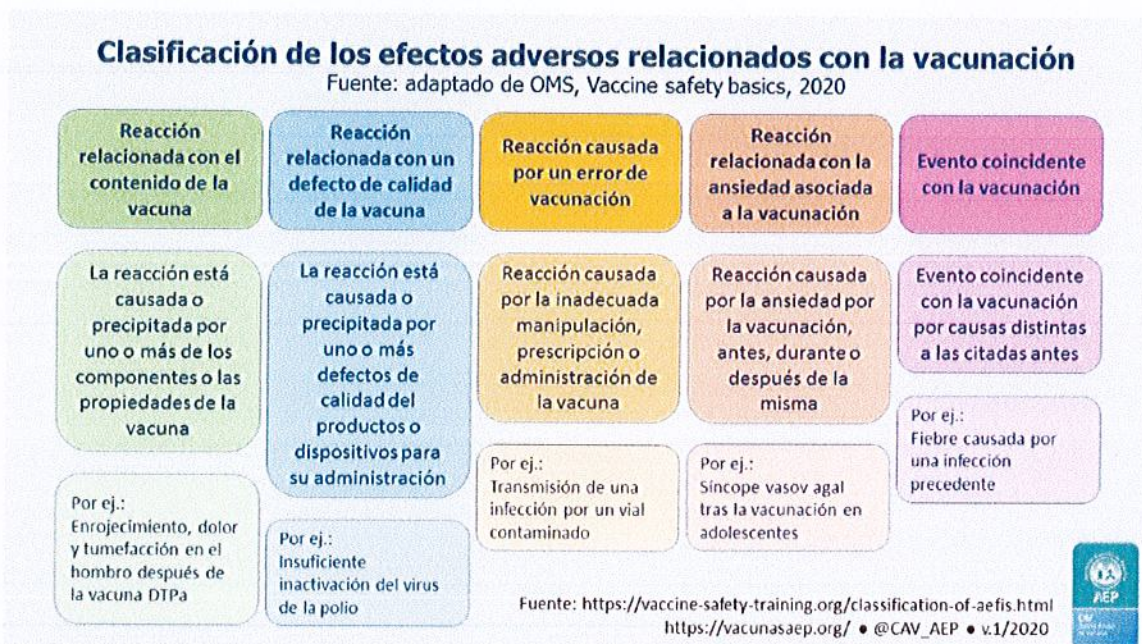 Clasificación de los efectos adversos relacionados con la vacunación
Fuente: adaptado de OMS, Vaccine safety basics, 2020
Reacción
relacionada con el
contenido de la
vacuna
La reacción está
causada o
precipitada por
uno o más de los
componentes o las
propiedades de la
vacuna
Por ej.:
Enrojecimiento, dolor
y tumefacción en el
hombro después de
la vacuna DTPa
Reacción
relacionada con un
defecto de calidad
de la vacuna
La reacción está
causada o
precipitada por
uno o más
defectos de
calidad del
productos o
dispositivos para
su administración
Por ej.:
Insuficiente
inactivación del virus
de la polio
Reacción causada
por un error de
vacunación
Reacción causada
por la inadecuada
manipulación,
prescripción o
administración de
la vacuna
Por ej.:
Transmisión de una
infección por un vial
contaminado
Reacción
relacionada con la
ansiedad asociada
a la vacunación
Reacción causada
por la ansiedad por
la vacunación,
antes, durante o
después de la
misma
Por ej.:
Síncope vasov agal
tras la vacunación en
adolescentes
Evento coincidente
con la vacunación
Evento coincidente
con la vacunación
por causas distintas
a las citadas antes
Por ej.:
Fiebre causada por
una infección
precedente
Fuente: https://vaccine-safety-training.org/classification-of-aefis.html
https://vacunasaep.org/ • @CAV_AEP • v.1/2020
AEP